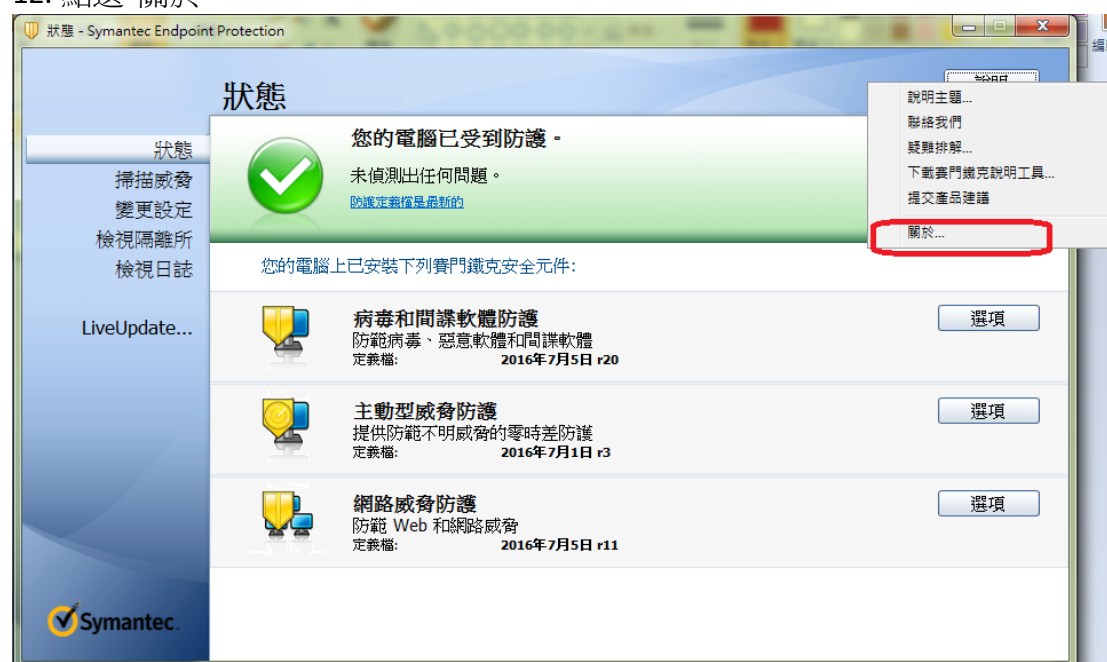 12. 點選 關於
狀態 - Symantec Endpoint Protection
狀態
說明
說明主題...
聯絡我們
疑難排解...
下載賽門鐵克說明工具...
提交產品建議
關於...
狀態
掃描威脅
變更設定
檢視隔離所
檢視日誌
LiveUpdate...
您的電腦已受到防護。
未偵測出任何問題。
防護定義檔是最新的
您的電腦上已安裝下列賽門鐵克安全元件:
病毒和間諜軟體防護
選項
防範病毒、惡意軟體和間諜軟體
定義檔: 2016年7月5日 r20
主動型威脅防護
選項
提供防範不明威脅的零時差防護
定義檔: 2016年7月1日 r3
網路威脅防護
選項
防範 Web 和網路威脅
定義檔: 2016年7月5日 r11
Symantec.